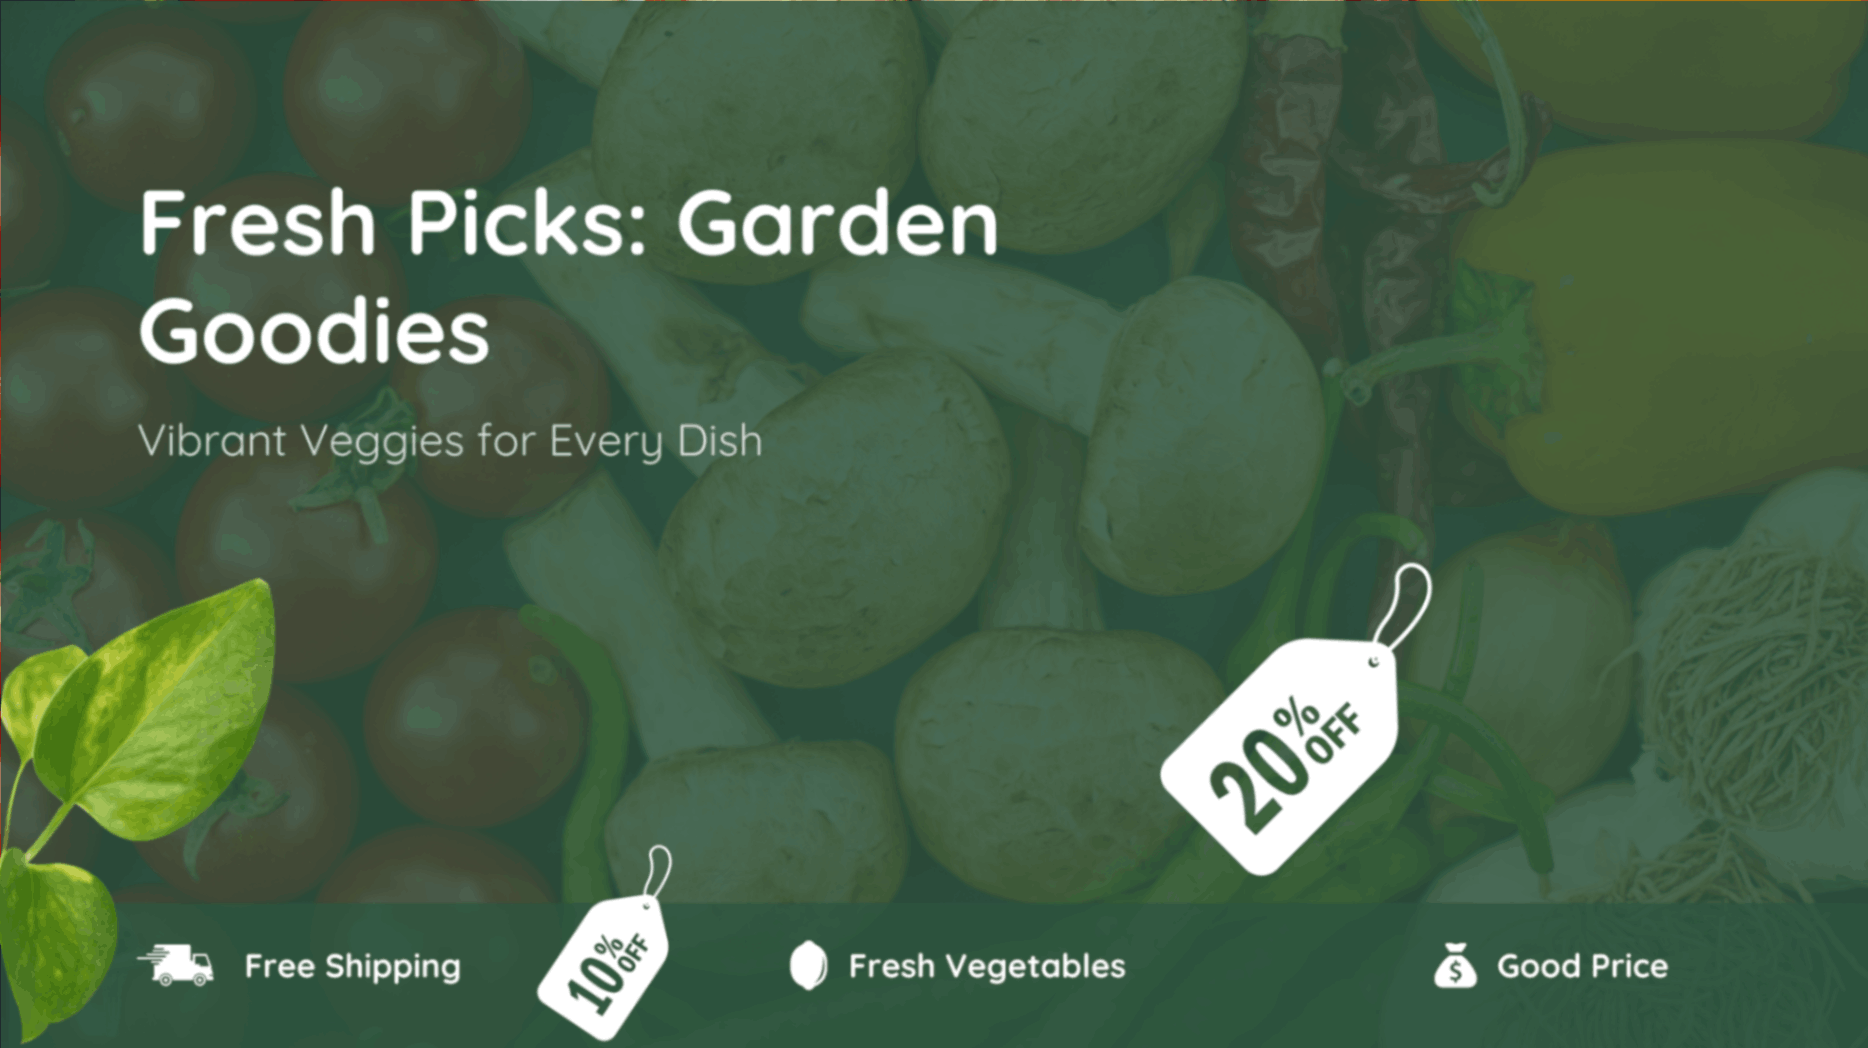 Fresh Picks: Garden
Goodies
Vibrant Veggies for Every Dish
20% OFF
Free Shipping
10% OFF
Fresh Vegetables
$
Good Price